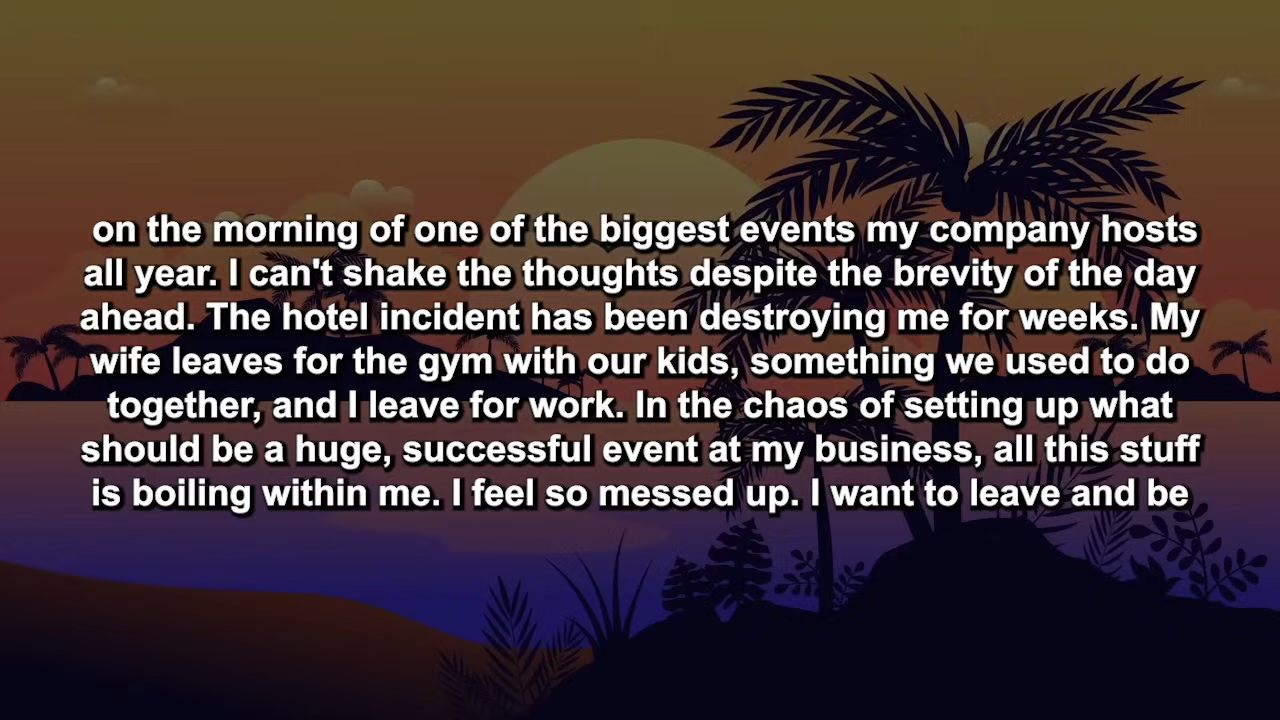 on the morning of one of the biggest events my company hosts
all year. I can't shake the thoughts despite the brevity of the day
ahead. The hotel incident has been destroying me for weeks. My
wife leaves for the gym with our kids, something we used to do
together, and I leave for work. In the chaos of setting up what
should be a huge, successful event at my business, all this stuff
is boiling within me. I feel so messed up. I want to leave and be